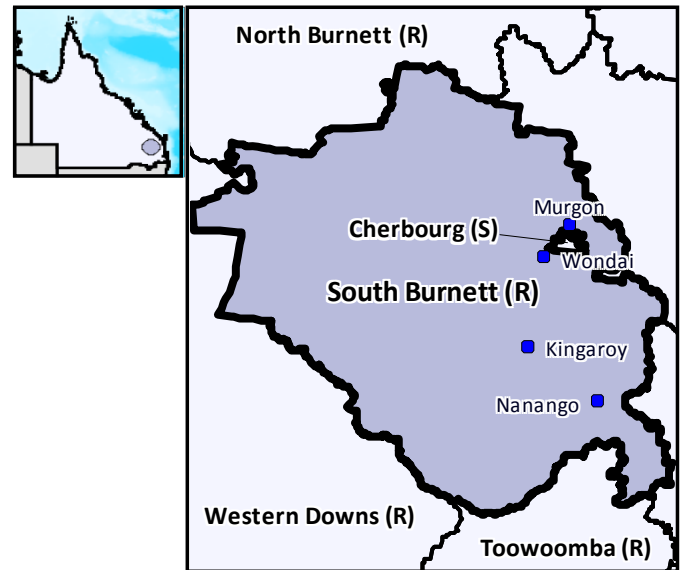 North Burnett (R)
Murgon
Cherbourg (S)
Wondai
South Burnett (R)
Kingaroy
Nanango
Western Downs (R)
Toowoomba (R)